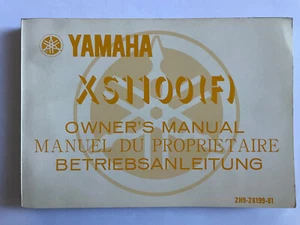 YAMAHA
XS1100(F)
OWNER'S MANUAL
MANUEL DU PROPRIETAIRE
BETRIEBSANLEITUNG
2H9-28199-81